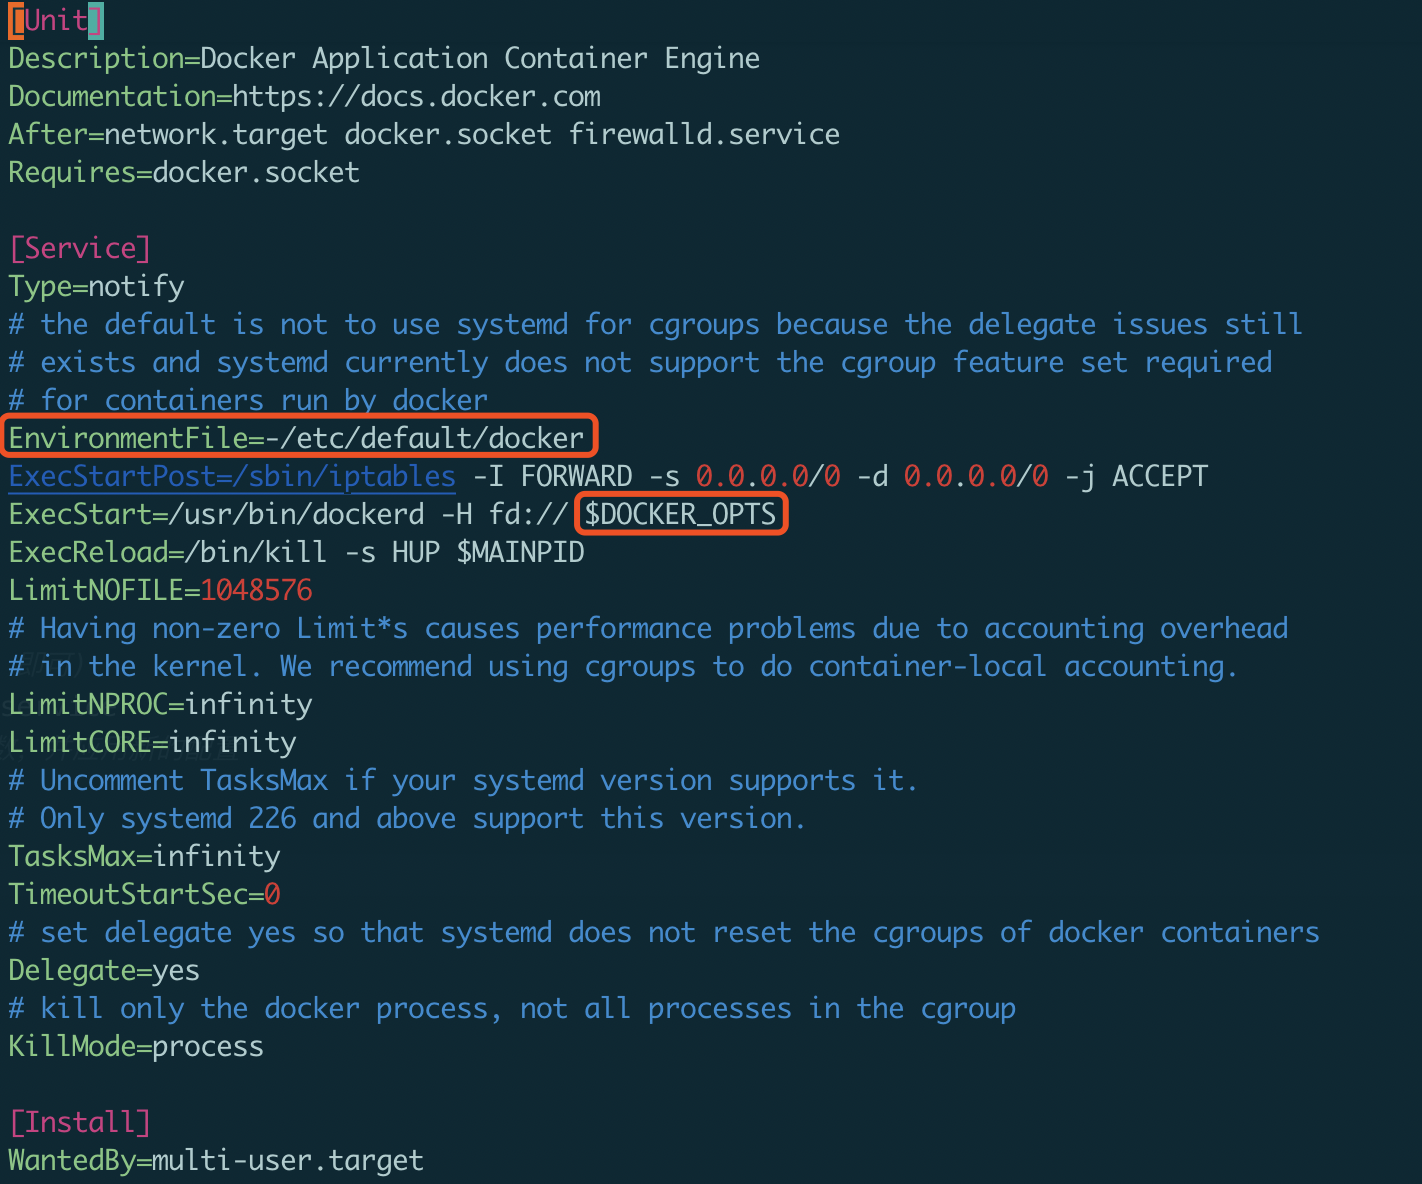 [Unit]
Description=Docker Application Container Engine
Documentation=https://docs.docker.com
After=network.target docker.socket firewalld.service
Requires=docker.socket
[Service]
Type=notify
# the default is not to use systemd for cgroups because the delegate issues still
# exists and systemd currently does not support the cgroup feature set required
# for containers run by docker
EnvironmentFile=-/etc/default/docker
ExecStartPost=/sbin/iptables -I FORWARD -s 0.0.0.0/0 -d 0.0.0.0/0 -j ACCEPT
ExecStart=/usr/bin/dockerd -H fd:// $DOCKER_OPTS
ExecReload=/bin/kill -s HUP $MAINPID
LimitNOFILE=1048576
# Having non-zero Limit*s causes performance problems due to accounting overhead
# in the kernel. We recommend using cgroups to do container-local accounting.
LimitNPROC=infinity
LimitCORE=infinity
# Uncomment TasksMax if your systemd version supports it.
# Only systemd 226 and above support this version.
TasksMax=infinity
TimeoutStartSec=0
# set delegate yes so that systemd does not reset the cgroups of docker containers
Delegate=yes
# kill only the docker process, not all processes in the cgroup
KillMode=process
[Install]
WantedBy=multi-user.target